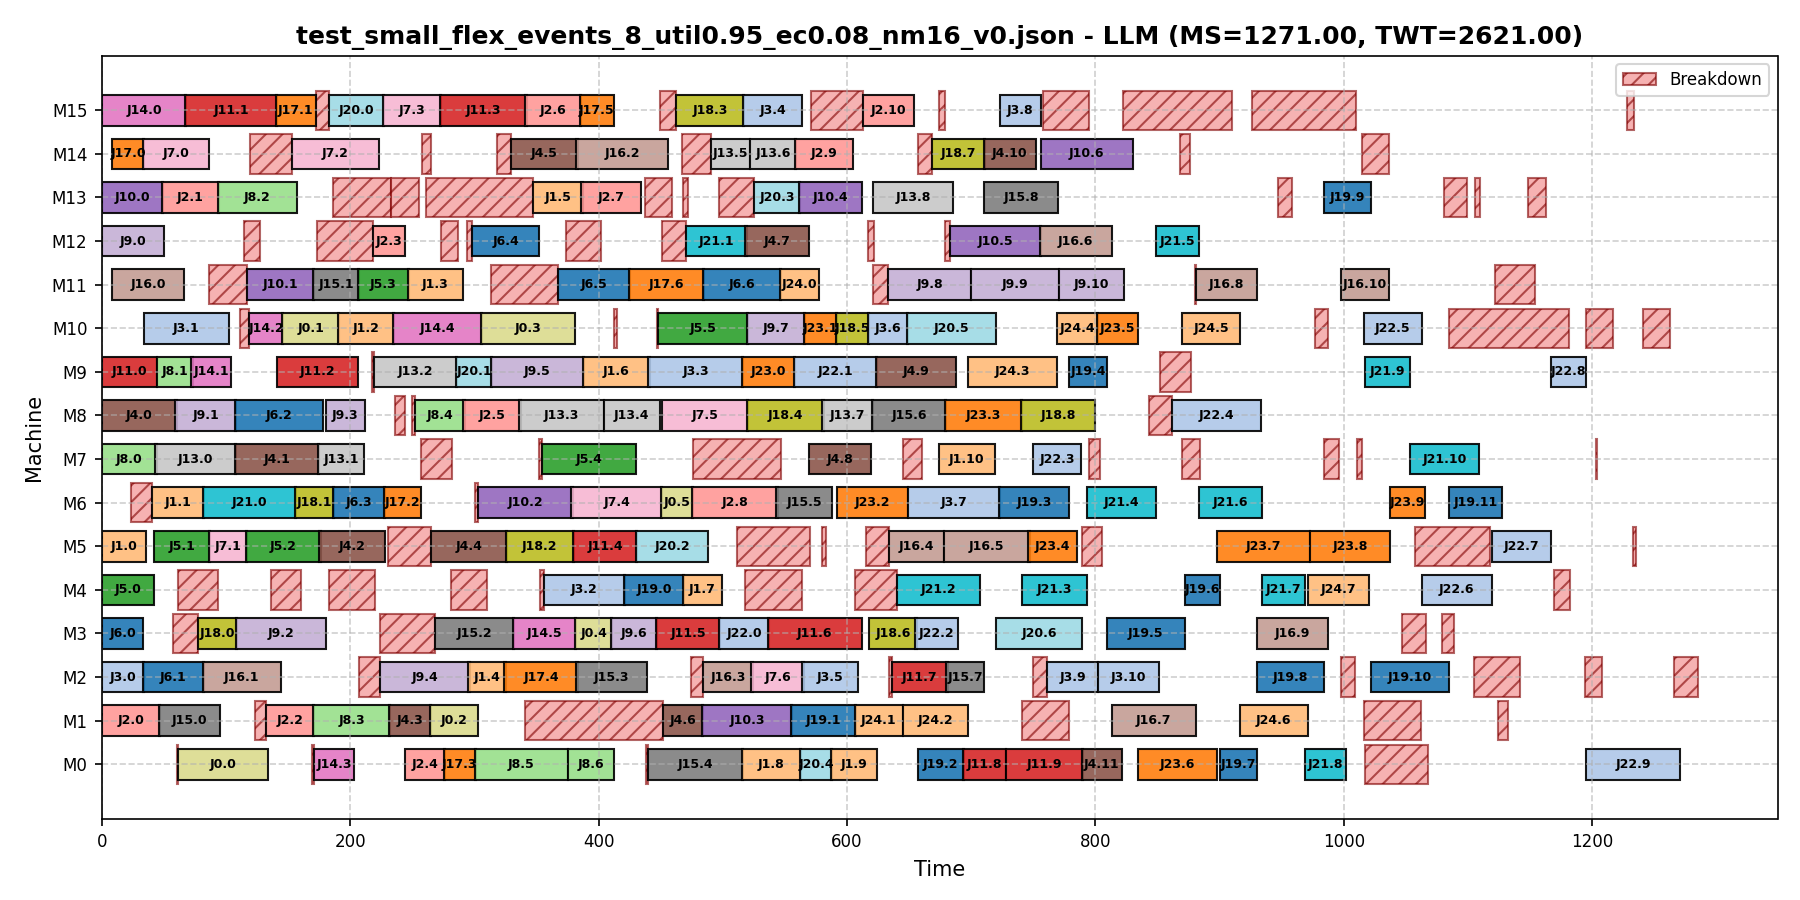 test_small_flex_events_8_util0.95_ec0.08_nm16_v0.json - LLM (MS=1271.00, TWT=2621.00)
Breakdown
M15 J14.0 J11.1 J17.1 J20.0 J7.3 J11.3 J2.6 J17.5 J18.3 J3.4 J2.10 J3.8
M14 J17.0 J7.0 J7.2 J4.5 J16.2 J13.5 J13.6 J2.9 J18.7 J4.10 J10.6
M13 J10.0 J2.1 J8.2 J1.5 J2.7 J20.3 J10.4 J13.8 J15.8 J19.9
M12 J9.0 J2.3 J6.4 J21.1 J4.7 J10.5 J16.6 J21.5
M11 J16.0 J10.1 J15.1 J5.3 J1.3 J6.5 J17.6 J6.6 J24.0 J9.8 J9.9 J9.10 J16.8 J16.10
M10 J3.1 J14.2 J0.1 J1.2 J14.4 J0.3 J5.5 J9.7 J23.1 J18.5 J3.6 J20.5 J24.4 J23.5 J24.5 J22.5
M9 J11.0 J8.1 J14.1 J11.2 J13.2 J20.1 J9.5 J1.6 J3.3 J23.0 J22.1 J4.9 J24.3 J19.4 J21.9 J22.8
M8 J4.0 J9.1 J6.2 J9.3 J8.4 J2.5 J13.3 J13.4 J7.5 J18.4 J13.7 J15.6 J23.3 J18.8 J22.4
M7 J8.0 J13.0 J4.1 J13.1 J5.4 J4.8 J1.10 J22.3 J21.10
M6 J1.1 J21.0 J18.1 J6.3 J17.2 J10.2 J7.4 J0.5 J2.8 J15.5 J23.2 J3.7 J19.3 J21.4 J21.6 J23.9 J19.11
M5 J1.0 J5.1 J7.1 J5.2 J4.2 J4.4 J18.2 J11.4 J20.2 J16.4 J16.5 J23.4 J23.7 J23.8 J22.7
M4 J5.0 J3.2 J19.0 J1.7 J21.2 J21.3 J19.6 J21.7 J24.7 J22.6
M3 J6.0 J18.0 J9.2 J15.2 J14.5 J0.4 J9.6 J11.5 J22.0 J11.6 J18.6 J22.2 J20.6 J19.5 J16.9
M2 J3.0 J6.1 J16.1 J9.4 J1.4 J17.4 J15.3 J16.3 J7.6 J3.5 J11.7 J15.7 J3.9 J3.10 J19.8 J19.10
M1 J2.0 J15.0 J2.2 J8.3 J4.3 J0.2 J4.6 J10.3 J19.1 J24.1 J24.2 J16.7 J24.6
M0 J0.0 J14.3 J2.4 J17.3 J8.5 J8.6 J15.4 J1.8 J20.4 J1.9 J19.2 J11.8 J11.9 J4.11 J23.6 J19.7 J21.8 J22.9
0 200 400 600 800 1000 1200
Time
Machine